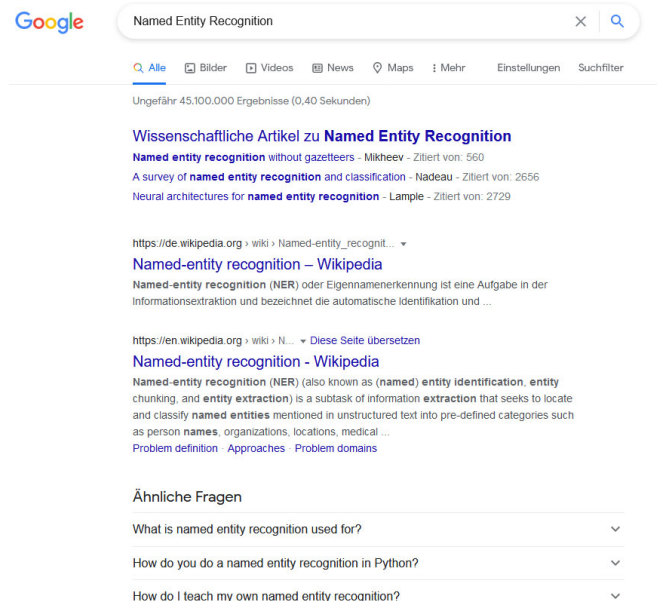 Google
Named Entity Recognition
Alle Bilder Videos News Maps Mehr Einstellungen Suchfilter
Ungefähr 45.100.000 Ergebnisse (0,40 Sekunden)
Wissenschaftliche Artikel zu Named Entity Recognition
Named entity recognition without gazetteers - Mikheev - Zitiert von: 560
A survey of named entity recognition and classification - Nadeau - Zitiert von: 2656
Neural architectures for named entity recognition - Lample - Zitiert von: 2729
https://de.wikipedia.org › wiki › Named-entity_recognit...
Named-entity recognition – Wikipedia
Named-entity recognition (NER) oder Eigennamenerkennung ist eine Aufgabe in der
Informationsextraktion und bezeichnet die automatische Identifikation und ...
https://en.wikipedia.org › wiki › N... Diese Seite übersetzen
Named-entity recognition - Wikipedia
Named-entity recognition (NER) (also known as (named) entity identification, entity
chunking, and entity extraction) is a subtask of information extraction that seeks to locate
and classify named entities mentioned in unstructured text into pre-defined categories such
as person names, organizations, locations, medical ...
Problem definition · Approaches · Problem domains
Ähnliche Fragen
What is named entity recognition used for?
How do you do a named entity recognition in Python?
How do I teach my own named entity recognition?